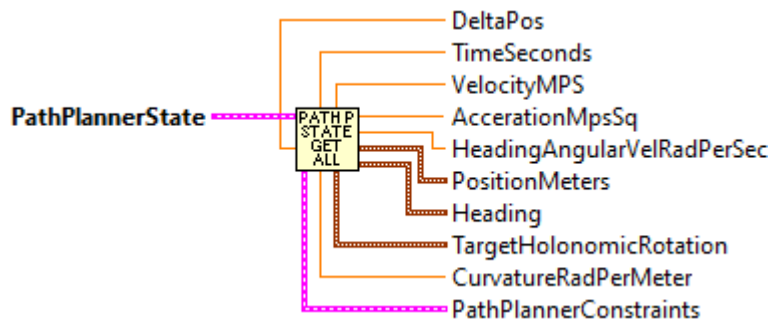 DeltaPos
TimeSeconds
VelocityMPS
PathPlannerState
AccerationMpsSq
PATH P
STATE
GET
ALL
HeadingAngularVelRadPerSec
PositionMeters
Heading
TargetHolonomicRotation
CurvatureRadPerMeter
PathPlannerConstraints